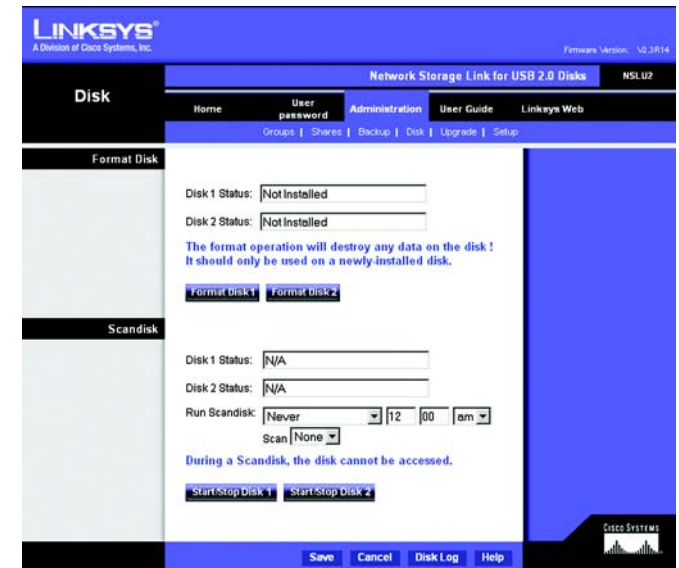 LINKSYS®
A Division of Cisco Systems, Inc.
Firmware Version: V2.3R14
Network Storage Link for USB 2.0 Disks NSLU2
Disk
Home User password Administration User Guide Linksys Web
Groups | Shares | Backup | Disk | Upgrade | Setup
Format Disk
Disk 1 Status: Not Installed
Disk 2 Status: Not Installed
The format operation will destroy any data on the disk !
It should only be used on a newly-installed disk.
Format Disk 1 Format Disk 2
Scandisk
Disk 1 Status: N/A
Disk 2 Status: N/A
Run Scandisk: Never 12 00 am
Scan None
During a Scandisk, the disk cannot be accessed.
Start/Stop Disk 1 Start/Stop Disk 2
CISCO SYSTEMS
Save Cancel Disk Log Help